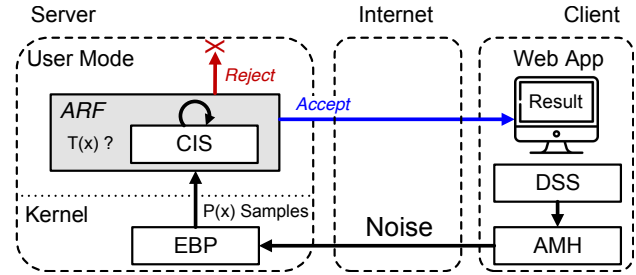 Server
Internet
Client
User Mode
Web App
Reject
ARF
Accept
Result
T(x) ?
CIS
DSS
Kernel
P(x) Samples
Noise
EBP
AMH